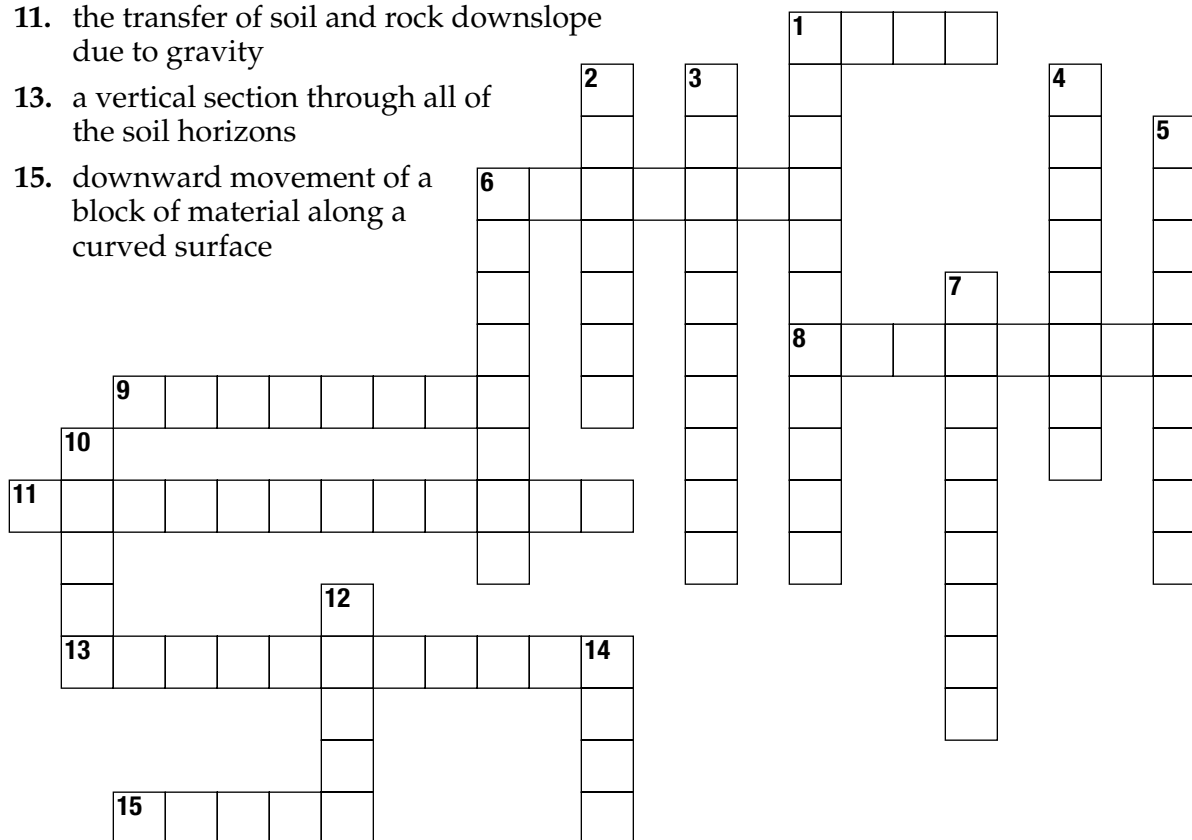 11. the transfer of soil and rock downslope
due to gravity
13. a vertical section through all of
the soil horizons
15. downward movement of a
block of material along a
curved surface
1
2 3 4
5
6
7
8
9
10
11
12
13 14
15